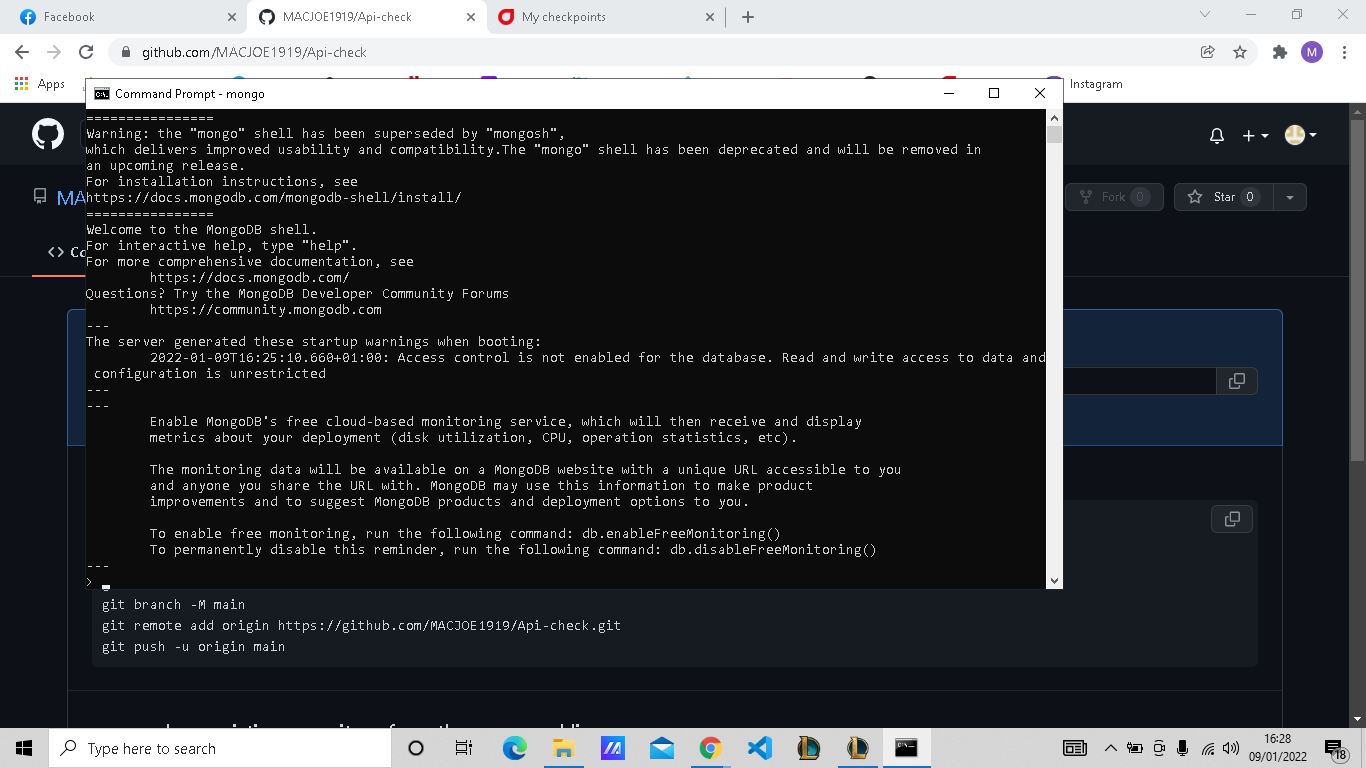 Facebook
MACJOE1919/Api-check
My checkpoints
github.com/MACJOE1919/Api-check
M
Apps
Instagram
Command Prompt - mongo
================
Warning: the "mongo" shell has been superseded by "mongosh",
which delivers improved usability and compatibility.The "mongo" shell has been deprecated and will be removed in
an upcoming release.
For installation instructions, see
https://docs.mongodb.com/mongodb-shell/install/
================
Welcome to the MongoDB shell.
For interactive help, type "help".
For more comprehensive documentation, see
https://docs.mongodb.com/
Questions? Try the MongoDB Developer Community Forums
https://community.mongodb.com
---
The server generated these startup warnings when booting:
2022-01-09T16:25:10.660+01:00: Access control is not enabled for the database. Read and write access to data and
configuration is unrestricted
---
---
Enable MongoDB's free cloud-based monitoring service, which will then receive and display
metrics about your deployment (disk utilization, CPU, operation statistics, etc).
The monitoring data will be available on a MongoDB website with a unique URL accessible to you
and anyone you share the URL with. MongoDB may use this information to make product
improvements and to suggest MongoDB products and deployment options to you.
To enable free monitoring, run the following command: db.enableFreeMonitoring()
To permanently disable this reminder, run the following command: db.disableFreeMonitoring()
---
>
MA
Fork 0
Star 0
<> Co
git branch -M main
git remote add origin https://github.com/MACJOE1919/Api-check.git
git push -u origin main
Type here to search
16:28
09/01/2022
18